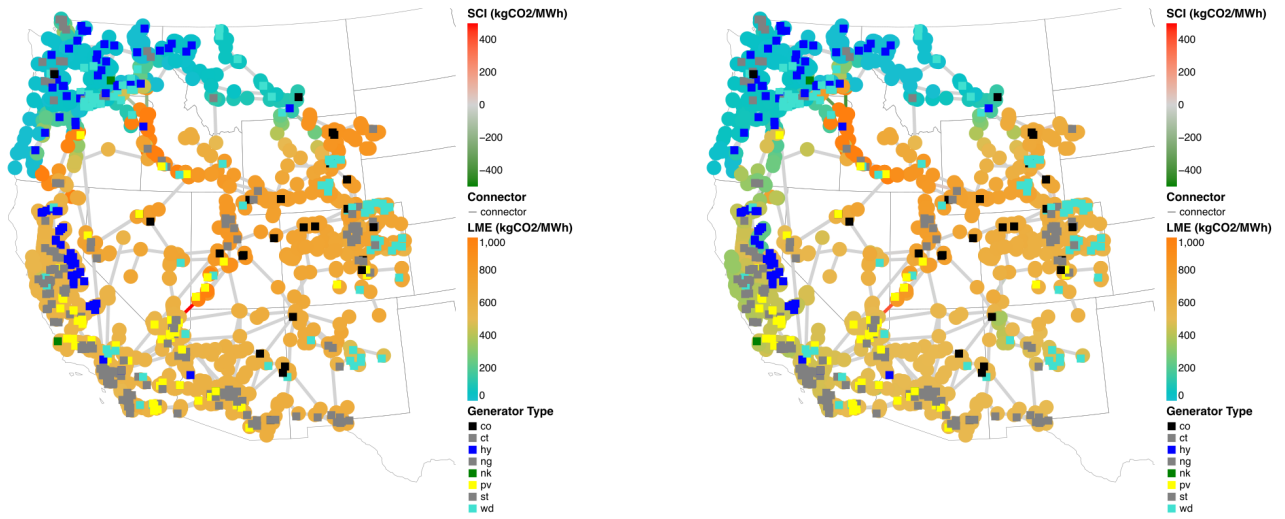 SCI (kgCO2/MWh)
400
200
0
−200
−400
Connector
connector
LME (kgCO2/MWh)
1,000
800
600
400
200
0
Generator Type
co
ct
hy
ng
nk
pv
st
wd
SCI (kgCO2/MWh)
400
200
0
−200
−400
Connector
connector
LME (kgCO2/MWh)
1,000
800
600
400
200
0
Generator Type
co
ct
hy
ng
nk
pv
st
wd